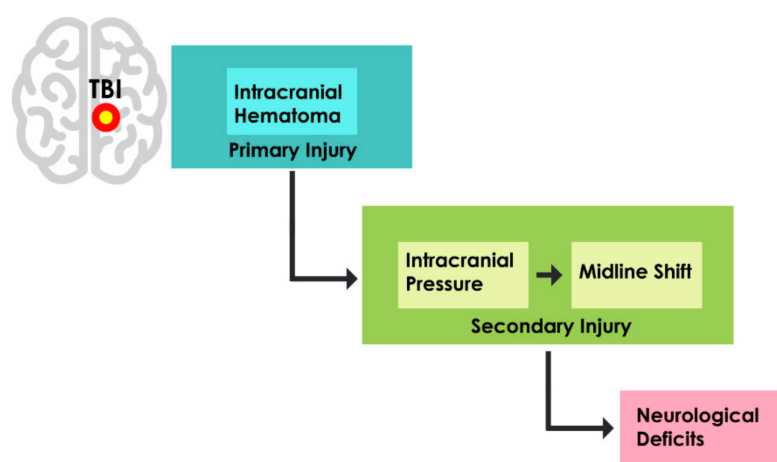 TBI
Intracranial
Hematoma
Primary Injury
Intracranial
Pressure
Midline Shift
Secondary Injury
Neurological
Deficits